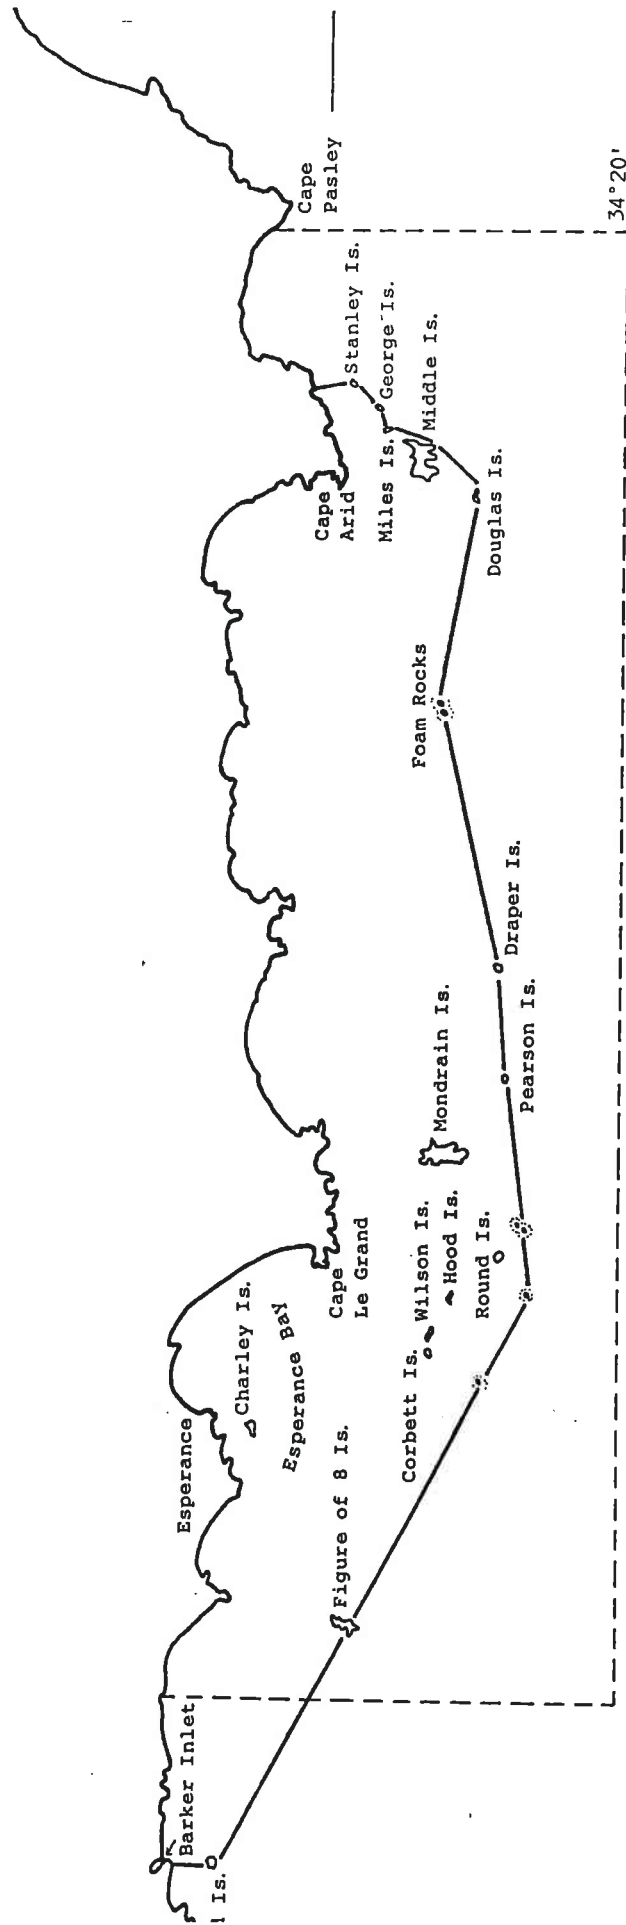 Cape
Pasley
34°20'
Stanley Is.
George Is.
Middle Is.
Miles Is.
Cape
Arid
Douglas Is.
Foam Rocks
Draper Is.
Pearson Is.
Mondrain Is.
Cape
Le Grand
Wilson Is.
Hood Is.
Round Is.
Charley Is.
Esperance Bay
Corbett Is.
Esperance
Figure of 8 Is.
Barker Inlet
Is.